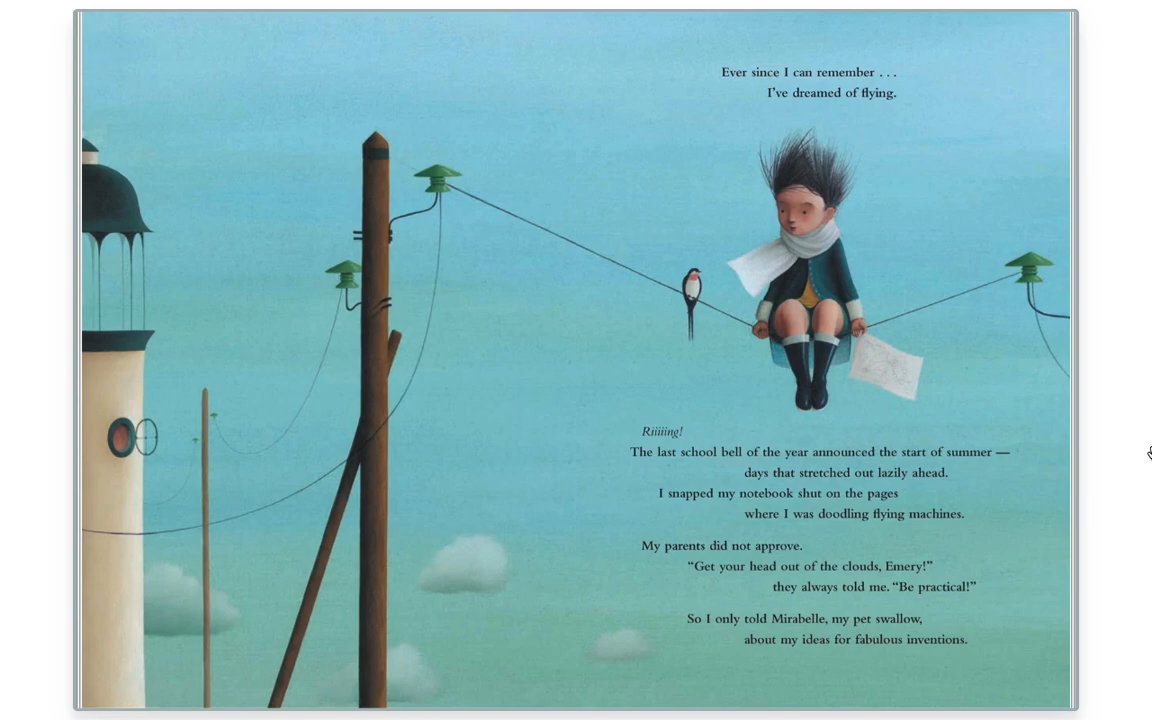 Ever since I can remember . . .
I've dreamed of flying.
Riiiiing!
The last school bell of the year announced the start of summer —
days that stretched out lazily ahead.
I snapped my notebook shut on the pages
where I was doodling flying machines.
My parents did not approve.
“Get your head out of the clouds, Emery!”
they always told me. “Be practical!”
So I only told Mirabelle, my pet swallow,
about my ideas for fabulous inventions.